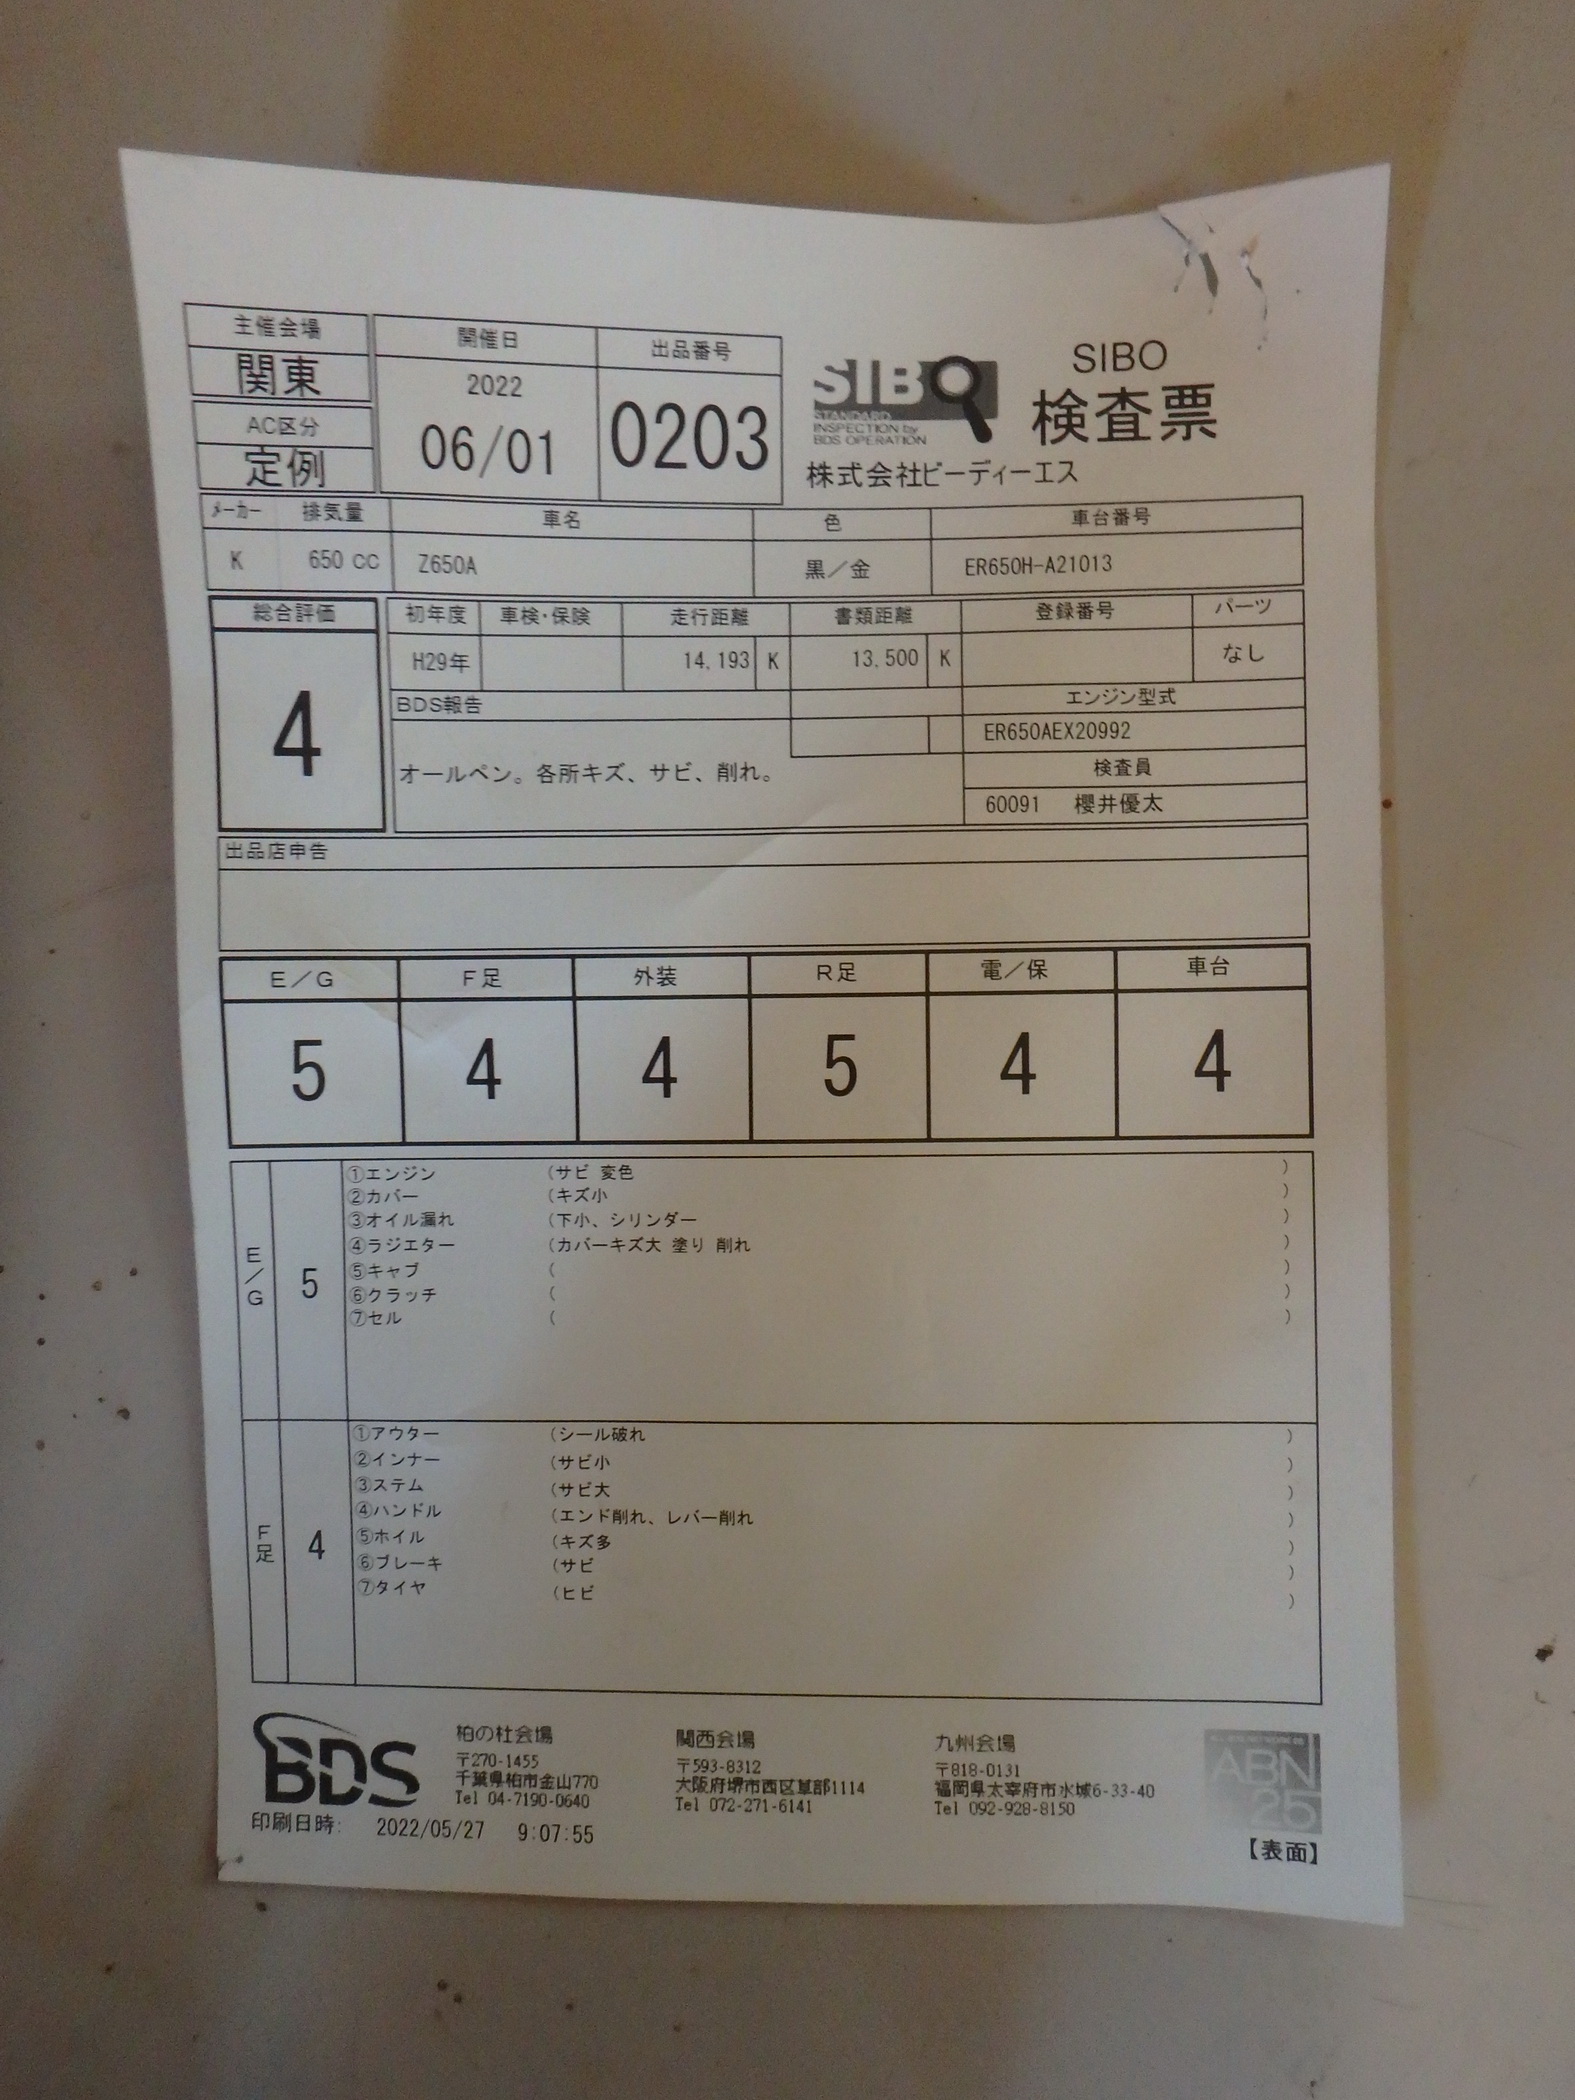 主催会場
関東
AC区分
定例
開催日
2022
06/01
出品番号
0203
SIBO
STANDARD
INSPECTION by
BDS OPERATION
SIBO
検査票
株式会社ビーディーエス
メーカー 排気量 車名 色 車台番号
K 650 CC Z650A 黒／金 ER650H-A21013
総合評価
4
初年度 車検・保険 走行距離 書類距離 登録番号 パーツ
H29年 14,193 K 13,500 K なし
BDS報告
オールペン。各所キズ、サビ、削れ。
エンジン型式
ER650AEX20992
検査員
60091 櫻井優太
出品店申告
E／G F足 外装 R足 電／保 車台
5 4 4 5 4 4
E／G 5
①エンジン (サビ 変色 )
②カバー (キズ小 )
③オイル漏れ (下小、シリンダー )
④ラジエター (カバーキズ大 塗り 削れ )
⑤キャブ ( )
⑥クラッチ ( )
⑦セル ( )
F足 4
①アウター (シール破れ )
②インナー (サビ小 )
③ステム (サビ大 )
④ハンドル (エンド削れ、レバー削れ )
⑤ホイル (キズ多 )
⑥ブレーキ (サビ )
⑦タイヤ (ヒビ )
BDS
柏の杜会場
〒270-1455
千葉県柏市金山770
Tel 04-7190-0640
関西会場
〒593-8312
大阪府堺市西区草部1114
Tel 072-271-6141
九州会場
〒818-0131
福岡県太宰府市水城6-33-40
Tel 092-928-8150
ABN
25
印刷日時: 2022/05/27 9:07:55
【表面】